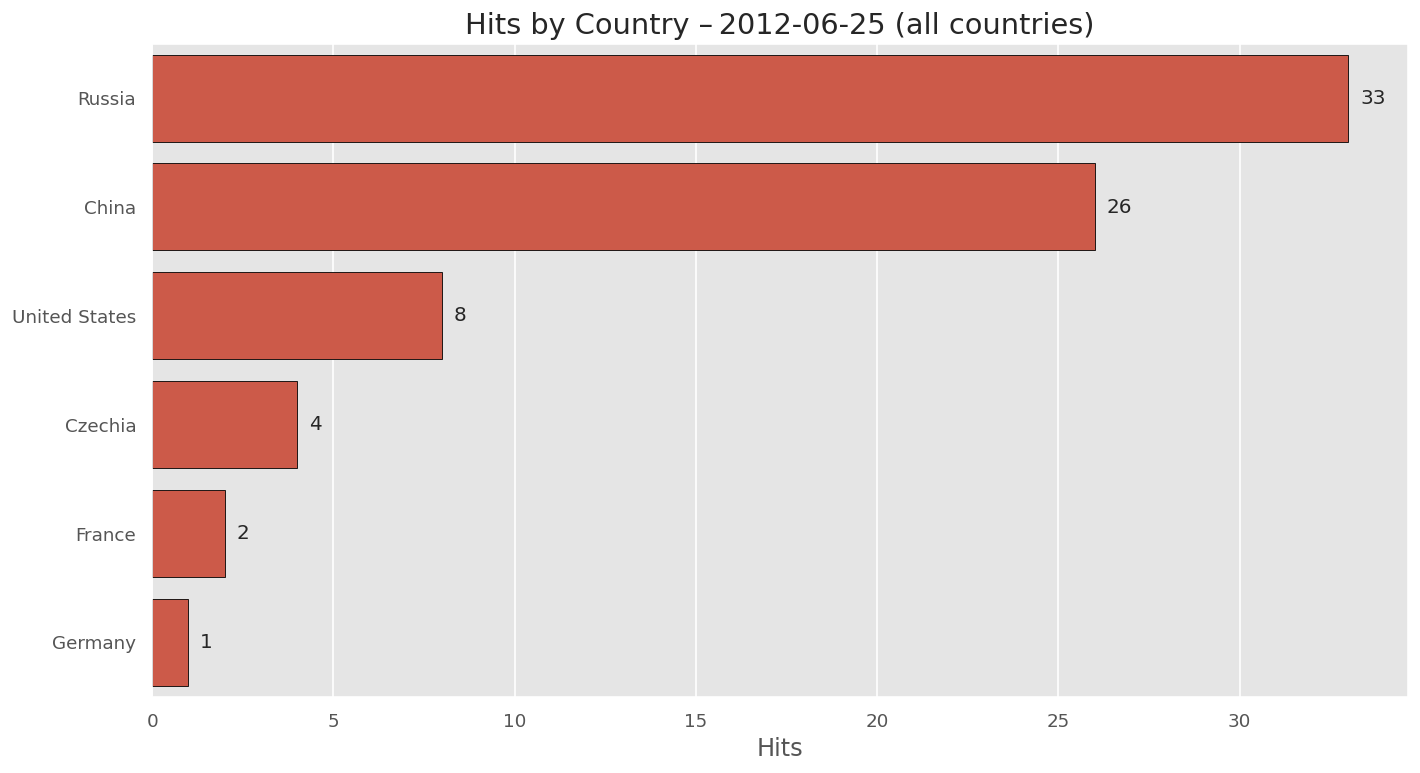 Hits by Country – 2012-06-25 (all countries)
Russia 33
China 26
United States 8
Czechia 4
France 2
Germany 1
0 5 10 15 20 25 30
Hits